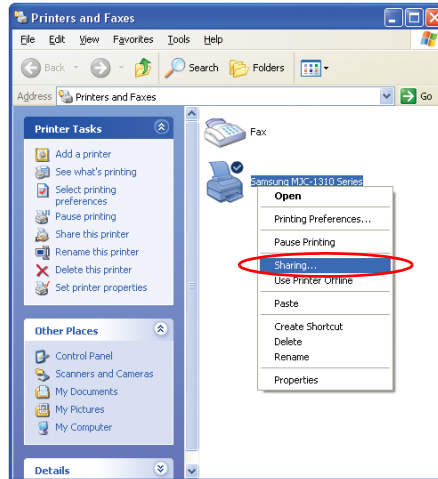 Printers and Faxes
File Edit View Favorites Tools Help
Back Search Folders
Address Printers and Faxes Go
Printer Tasks
Add a printer
See what's printing
Select printing
preferences
Pause printing
Share this printer
Rename this printer
Delete this printer
Set printer properties
Other Places
Control Panel
Scanners and Cameras
My Documents
My Pictures
My Computer
Details
Fax
Samsung MJC-1310 Series
Open
Printing Preferences...
Pause Printing
Sharing...
Use Printer Offline
Paste
Create Shortcut
Delete
Rename
Properties